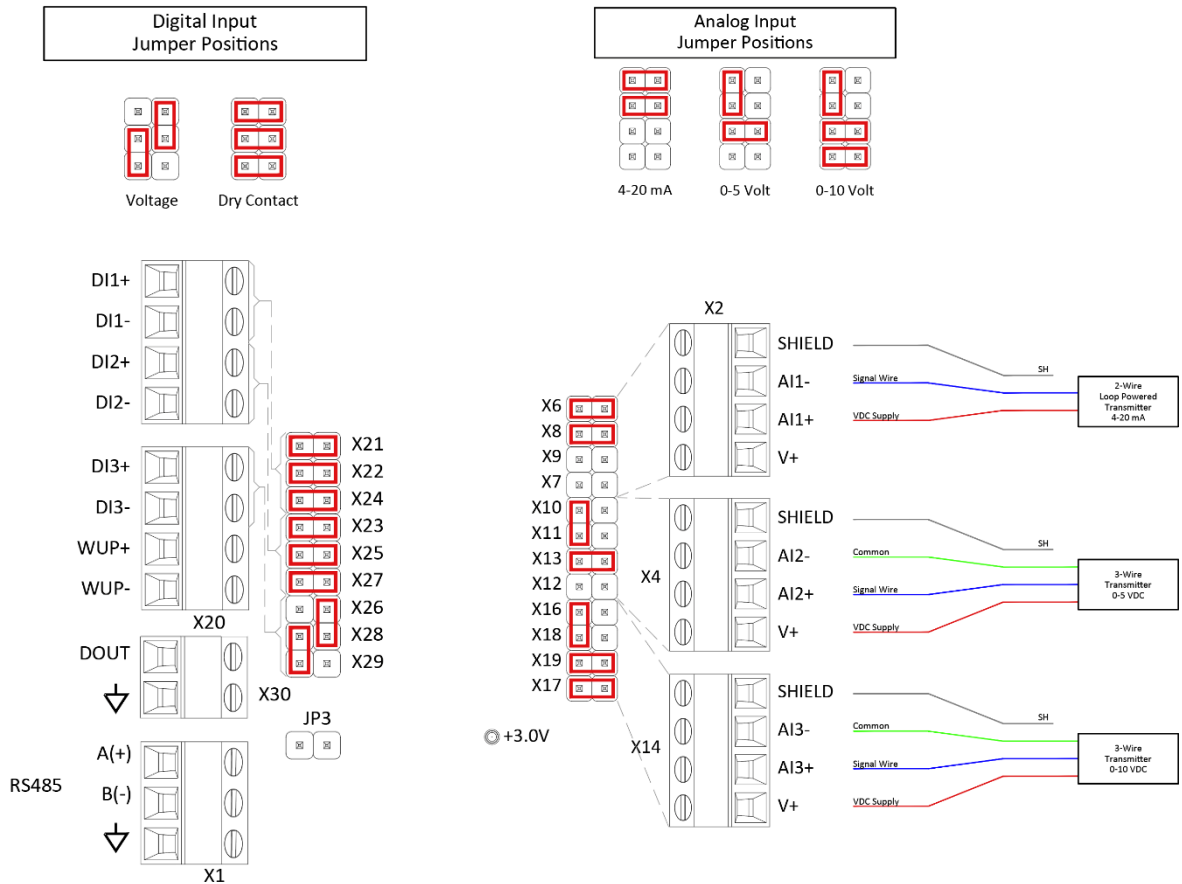 Digital Input
Jumper Positions
Analog Input
Jumper Positions
Voltage
Dry Contact
4-20 mA
0-5 Volt
0-10 Volt
DI1+
DI1-
DI2+
DI2-
DI3+
DI3-
WUP+
WUP-
X20
DOUT
X30
RS485
A(+)
B(-)
X1
X21
X22
X24
X23
X25
X27
X26
X28
X29
JP3
X6
X8
X9
X7
X10
X11
X13
X12
X16
X18
X19
X17
+3.0V
X2
SHIELD
AI1-
AI1+
V+
SH
Signal Wire
VDC Supply
2-Wire
Loop Powered
Transmitter
4-20 mA
X4
SHIELD
AI2-
AI2+
V+
SH
Common
Signal Wire
VDC Supply
3-Wire
Transmitter
0-5 VDC
X14
SHIELD
AI3-
AI3+
V+
SH
Common
Signal Wire
VDC Supply
3-Wire
Transmitter
0-10 VDC